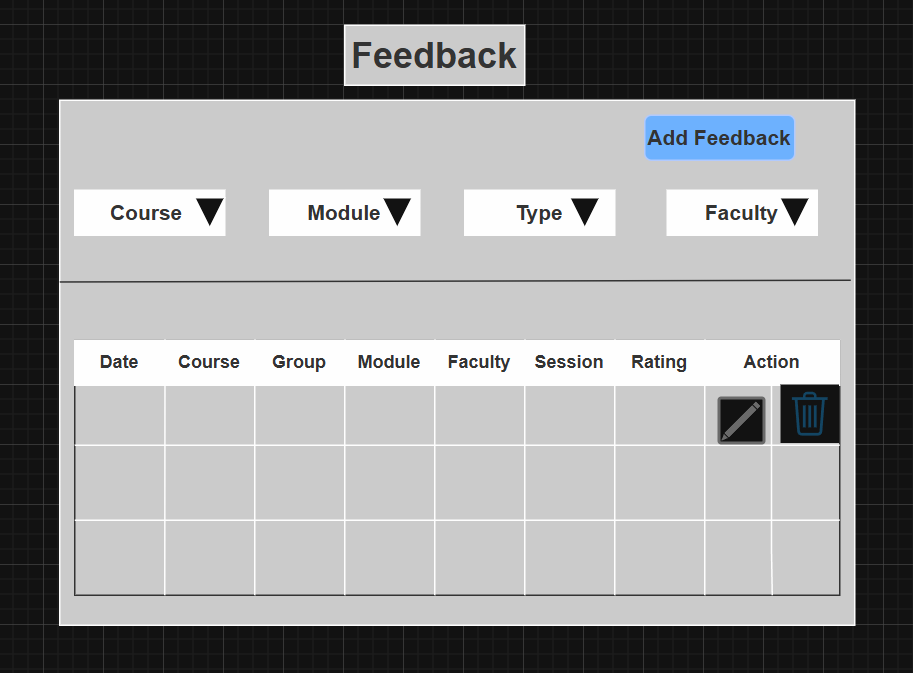 Feedback
Add Feedback
Course Module Type Faculty
Date Course Group Module Faculty Session Rating Action